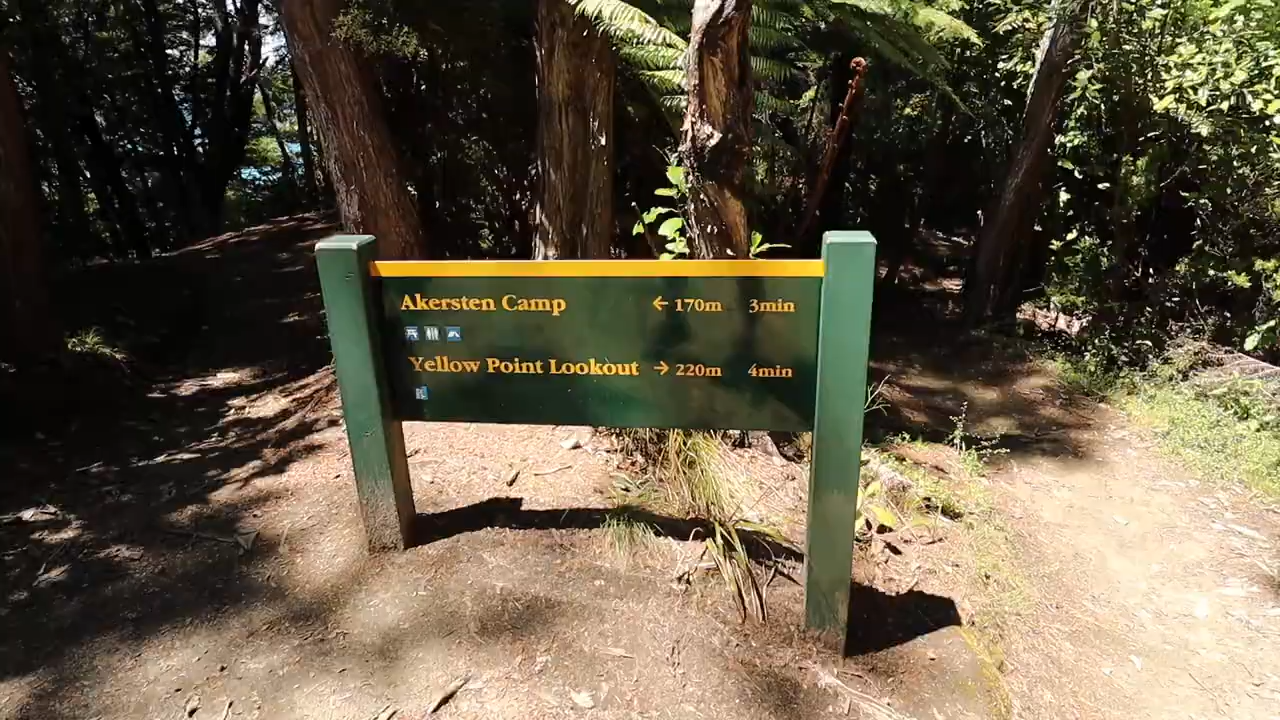 Akersten Camp ← 170m 3min
Yellow Point Lookout → 220m 4min